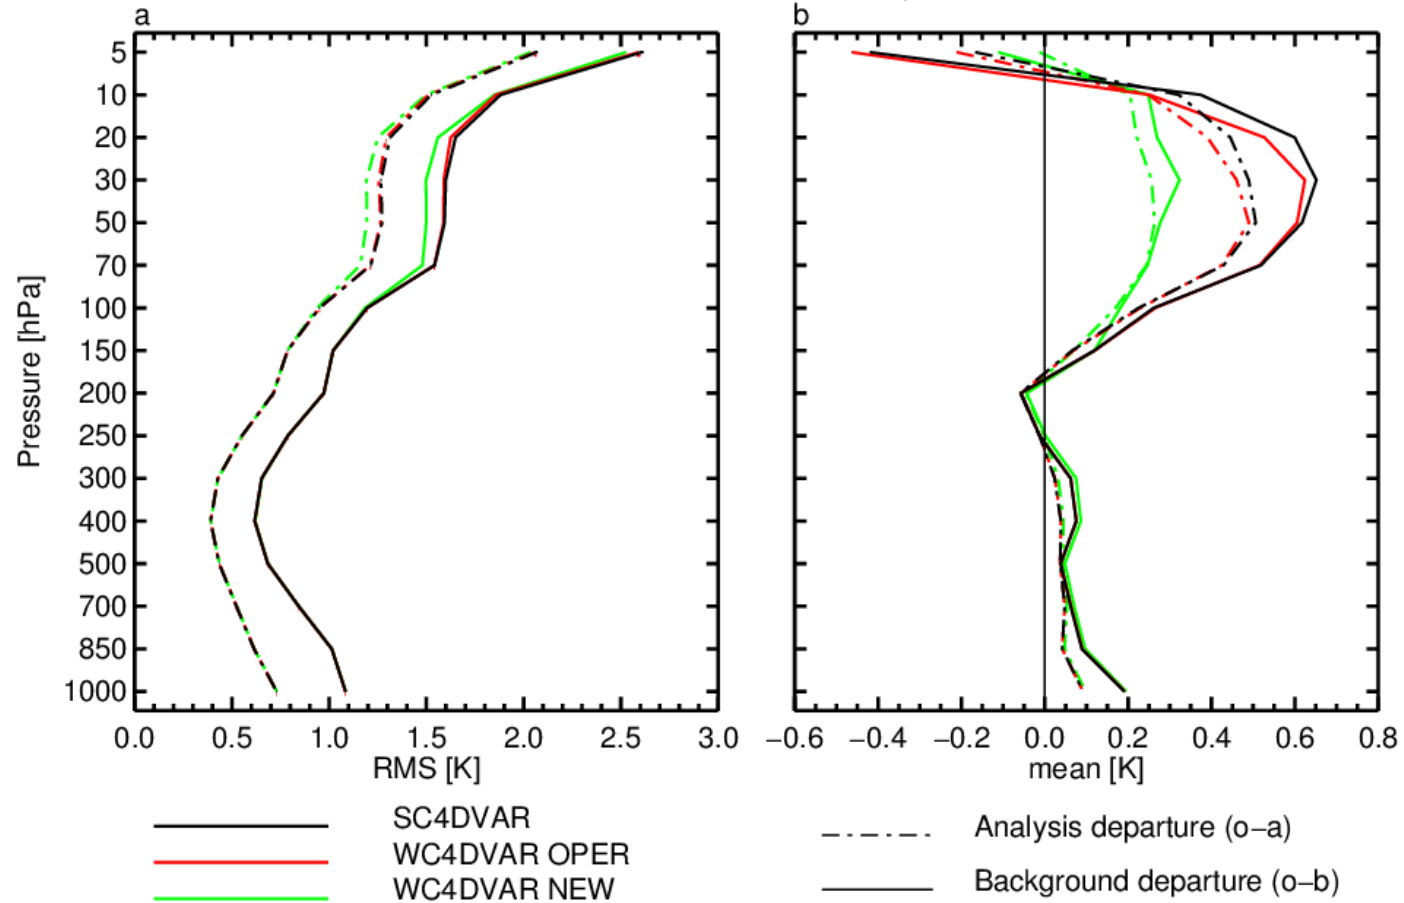 a
b
5
10
20
30
50
70
100
150
200
250
300
400
500
700
850
1000
Pressure [hPa]
0.0 0.5 1.0 1.5 2.0 2.5 3.0
RMS [K]
−0.6 −0.4 −0.2 0.0 0.2 0.4 0.6 0.8
mean [K]
SC4DVAR
WC4DVAR OPER
WC4DVAR NEW
Analysis departure (o−a)
Background departure (o−b)